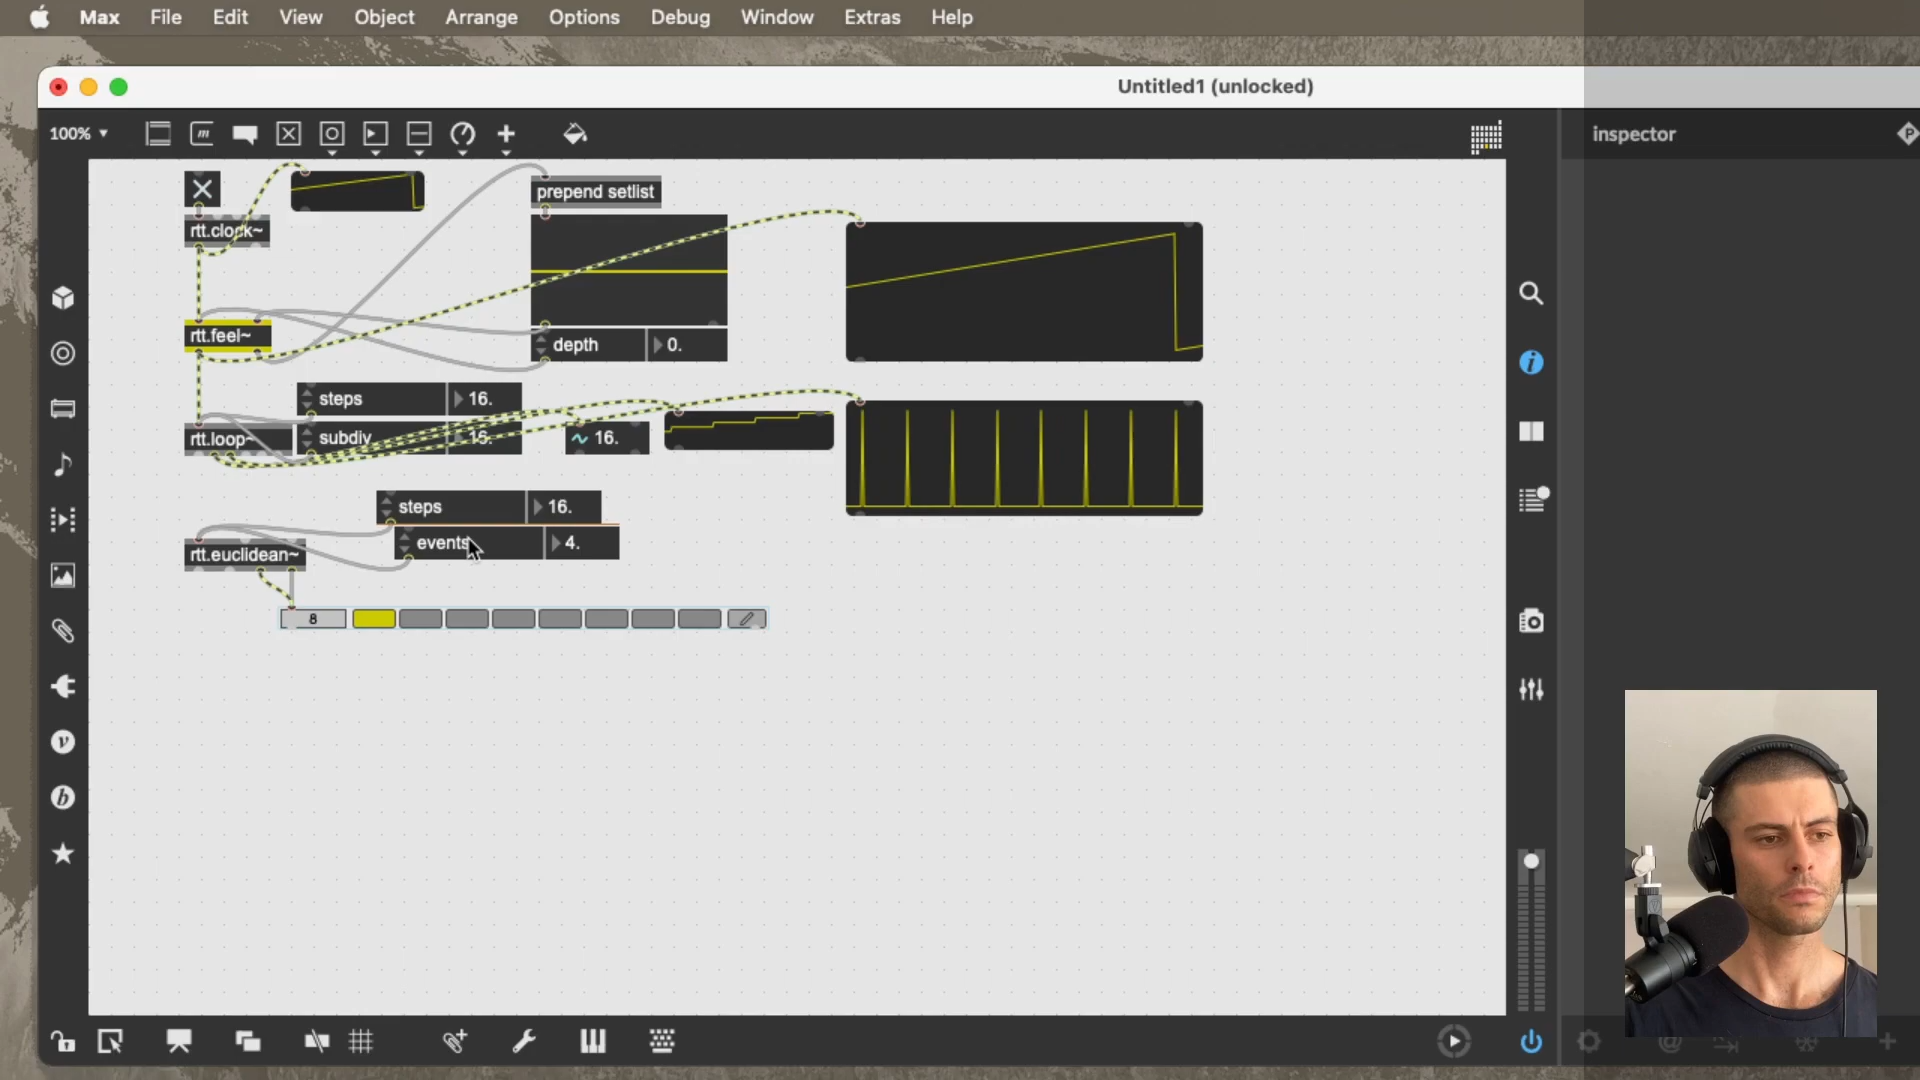 Max File Edit View Object Arrange Options Debug Window Extras Help
Untitled1 (unlocked)
100%
inspector
prepend setlist
rtt.clock~
rtt.feel~
depth 0.
steps 16.
rtt.loop~ subdiv 16. 16.
steps 16.
events 4.
rtt.euclidean~
8